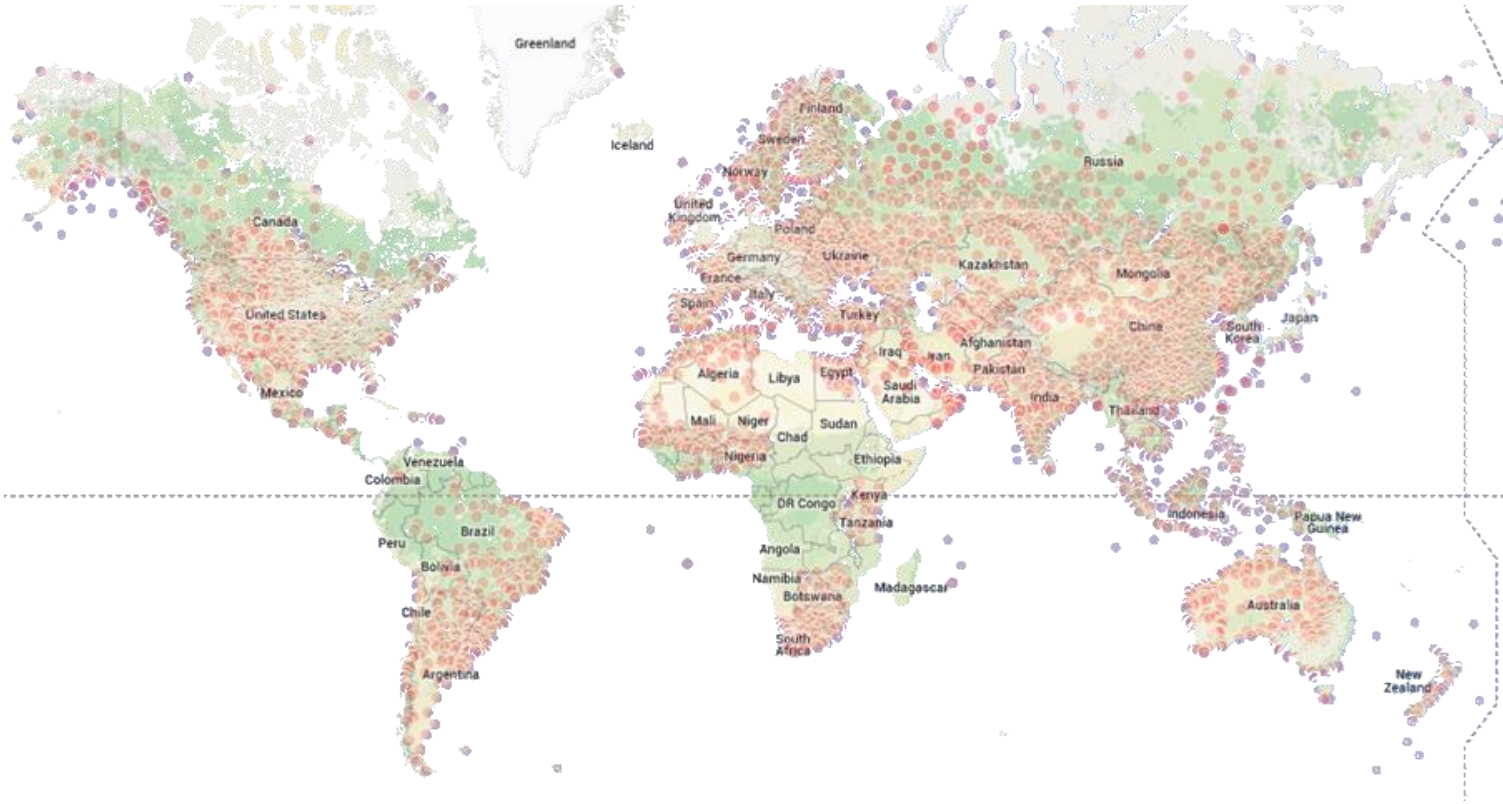 Greenland
Finland
Iceland
Sweden
Russia
Norway
Canada
United
Kingdom
Poland
Germany
Ukraine
Kazakhstan
Mongolia
France
Italy
Spain
United States
Turkey
China
South
Korea
Japan
Iraq
Iran
Afghanistan
Algeria
Libya
Egypt
Pakistan
Mexico
Saudi
Arabia
India
Mali
Niger
Sudan
Thailand
Chad
Nigeria
Ethiopia
Venezuela
Colombia
DR Congo
Kenya
Indonesia
Papua New
Guinea
Brazil
Tanzania
Peru
Angola
Bolivia
Namibia
Botswana
Madagascar
Chile
Australia
South
Africa
Argentina
New
Zealand